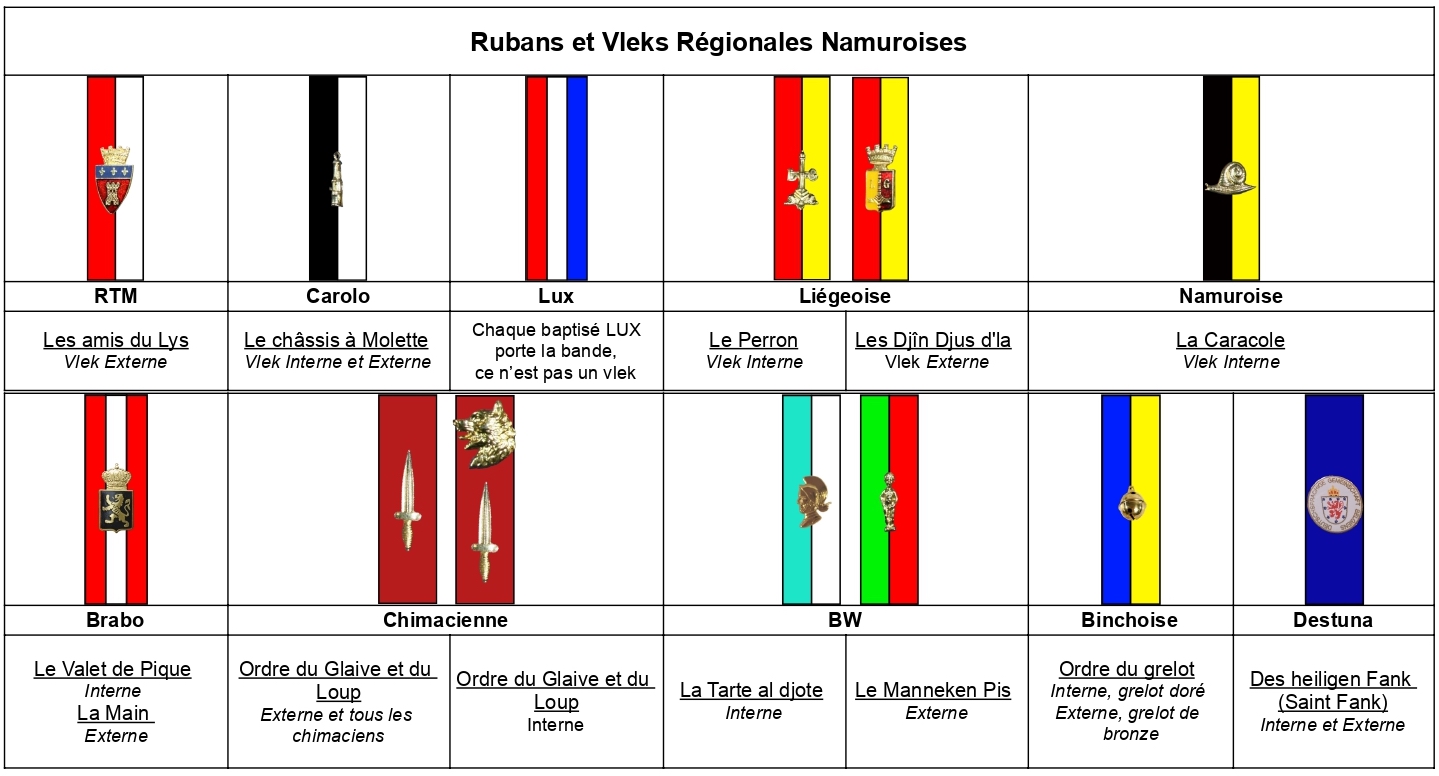 Rubans et Vleks Régionales Namuroises
RTM
Carolo
Lux
Liégeoise
Namuroise
Les amis du Lys
Vlek Externe
Le châssis à Molette
Vlek Interne et Externe
Chaque baptisé LUX
porte la bande,
ce n’est pas un vlek
Le Perron
Vlek Interne
Les Djîn Djus d'la
Vlek Externe
La Caracole
Vlek Interne
Brabo
Chimacienne
BW
Binchoise
Destuna
Le Valet de Pique
Interne
La Main
Externe
Ordre du Glaive et du
Loup
Externe et tous les
chimaciens
Ordre du Glaive et du
Loup
Interne
La Tarte al djote
Interne
Le Manneken Pis
Externe
Ordre du grelot
Interne, grelot doré
Externe, grelot de
bronze
Des heiligen Fank
(Saint Fank)
Interne et Externe